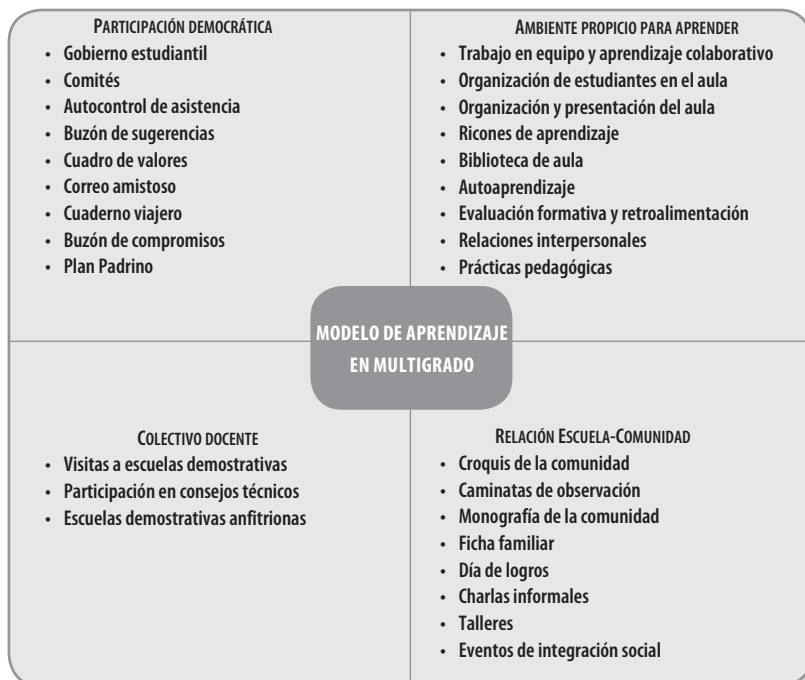 PARTICIPACIÓN DEMOCRÁTICA
• Gobierno estudiantil
• Comités
• Autocontrol de asistencia
• Buzón de sugerencias
• Cuadro de valores
• Correo amistoso
• Cuaderno viajero
• Buzón de compromisos
• Plan Padrino
AMBIENTE PROPICIO PARA APRENDER
• Trabajo en equipo y aprendizaje colaborativo
• Organización de estudiantes en el aula
• Organización y presentación del aula
• Ricones de aprendizaje
• Biblioteca de aula
• Autoaprendizaje
• Evaluación formativa y retroalimentación
• Relaciones interpersonales
• Prácticas pedagógicas
MODELO DE APRENDIZAJE
EN MULTIGRADO
COLECTIVO DOCENTE
• Visitas a escuelas demostrativas
• Participación en consejos técnicos
• Escuelas demostrativas anfitrionas
RELACIÓN ESCUELA-COMUNIDAD
• Croquis de la comunidad
• Caminatas de observación
• Monografía de la comunidad
• Ficha familiar
• Día de logros
• Charlas informales
• Talleres
• Eventos de integración social